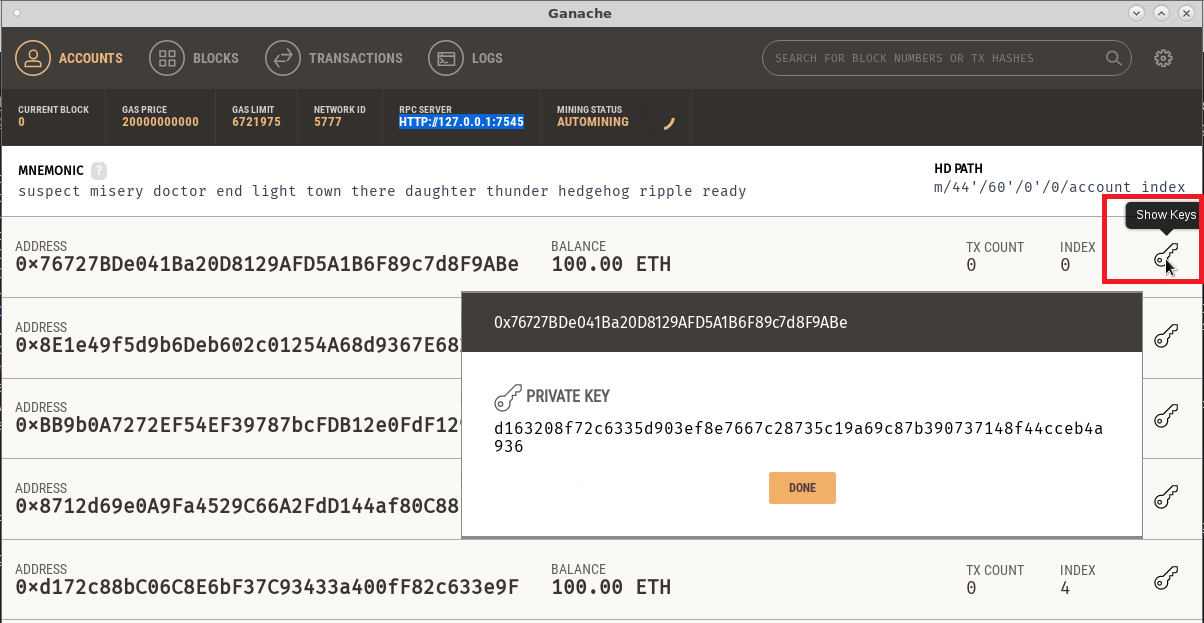 Ganache
ACCOUNTS BLOCKS TRANSACTIONS LOGS SEARCH FOR BLOCK NUMBERS OR TX HASHES
CURRENT BLOCK GAS PRICE GAS LIMIT NETWORK ID RPC SERVER MINING STATUS
0 20000000000 6721975 5777 HTTP://127.0.0.1:7545 AUTOMINING
MNEMONIC ? HD PATH
suspect misery doctor end light town there daughter thunder hedgehog ripple ready m/44'/60'/0'/0/account_index
Show Keys
ADDRESS BALANCE TX COUNT INDEX
0×76727BDe041Ba20D8129AFD5A1B6F89c7d8F9ABe 100.00 ETH 0 0
0x76727BDe041Ba20D8129AFD5A1B6F89c7d8F9ABe
ADDRESS
0×8E1e49f5d9b6Deb602c01254A68d9367E68
PRIVATE KEY
ADDRESS
0×BB9b0A7272EF54EF39787bcFDB12e0FdF12
d163208f72c6335d903ef8e7667c28735c19a69c87b390737148f44cceb4a
936
DONE
ADDRESS
0×8712d69e0A9Fa4529C66A2FdD144af80C88
ADDRESS BALANCE TX COUNT INDEX
0×d172c88bC06C8E6bF37C93433a400fF82c633e9F 100.00 ETH 0 4